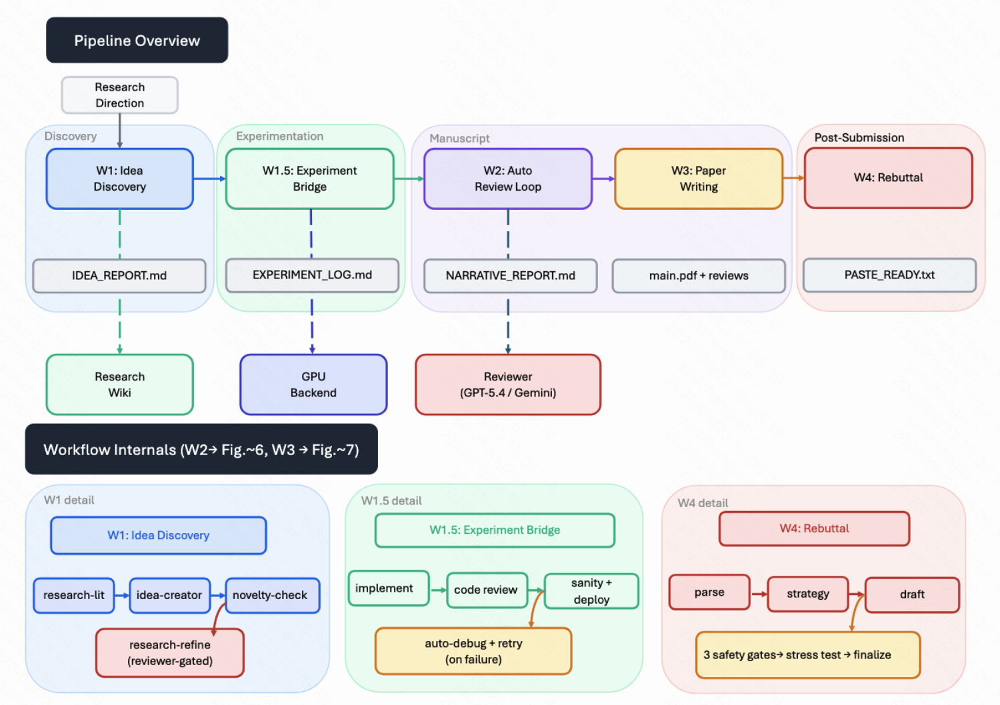 Pipeline Overview
Research
Direction
Discovery
Experimentation
Manuscript
Post-Submission
W1: Idea
Discovery
W1.5: Experiment
Bridge
W2: Auto
Review Loop
W3: Paper
Writing
W4: Rebuttal
IDEA_REPORT.md
EXPERIMENT_LOG.md
NARRATIVE_REPORT.md
main.pdf + reviews
PASTE_READY.txt
Research
Wiki
GPU
Backend
Reviewer
(GPT-5.4 / Gemini)
Workflow Internals (W2→ Fig.~6, W3 → Fig.~7)
W1 detail
W1: Idea Discovery
research-lit
idea-creator
novelty-check
research-refine
(reviewer-gated)
W1.5 detail
W1.5: Experiment Bridge
implement
code review
sanity +
deploy
auto-debug + retry
(on failure)
W4 detail
W4: Rebuttal
parse
strategy
draft
3 safety gates→ stress test → finalize